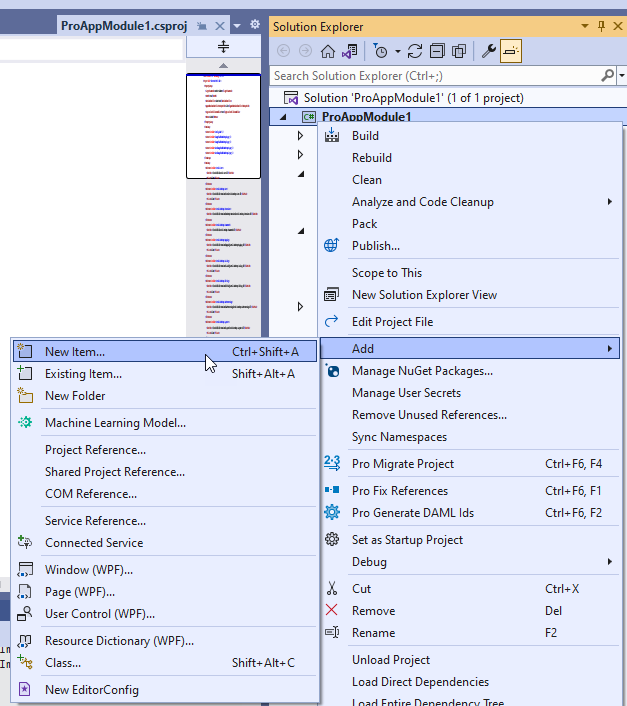 ProAppModule1.csproj
Solution Explorer
Search Solution Explorer (Ctrl+;)
Solution 'ProAppModule1' (1 of 1 project)
C# ProAppModule1
Build
Rebuild
Clean
Analyze and Code Cleanup
Pack
Publish...
Scope to This
New Solution Explorer View
Edit Project File
Add
Manage NuGet Packages...
Manage User Secrets
Remove Unused References...
Sync Namespaces
Pro Migrate Project Ctrl+F6, F4
Pro Fix References Ctrl+F6, F1
Pro Generate DAML Ids Ctrl+F6, F2
Set as Startup Project
Debug
Cut Ctrl+X
Remove Del
Rename F2
Unload Project
Load Direct Dependencies
Load Entire Dependency Tree
New Item... Ctrl+Shift+A
Existing Item... Shift+Alt+A
New Folder
Machine Learning Model...
Project Reference...
Shared Project Reference...
COM Reference...
Service Reference...
Connected Service
Window (WPF)...
Page (WPF)...
User Control (WPF)...
Resource Dictionary (WPF)...
Class... Shift+Alt+C
New EditorConfig